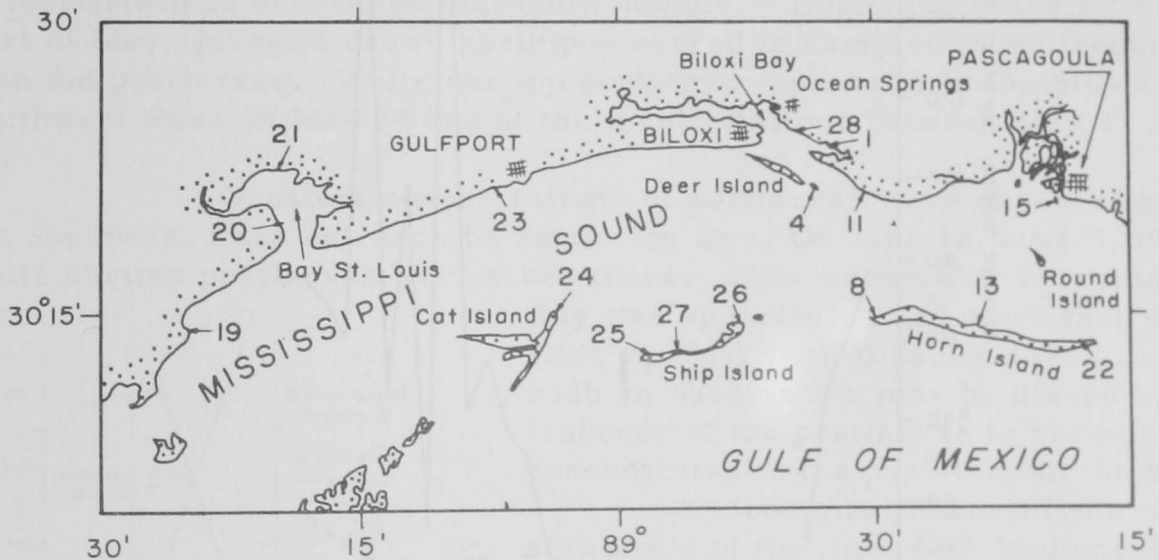 30'
Biloxi Bay
PASCAGOULA
Ocean Springs
21
GULFPORT
BILOXI
28
1
Deer Island
20
23
SOUND
4
11
15
Bay St. Louis
24
Round
Island
30°15'
19
MISSISSIPPI
Cat Island
25
27
26
8
13
Horn Island
22
Ship Island
GULF OF MEXICO
30'
15'
89°
30'
15'